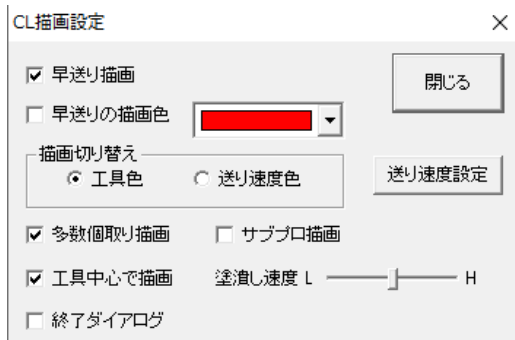 CL描画設定
早送り描画
閉じる
早送りの描画色
描画切り替え
工具色 送り速度色
送り速度設定
多数個取り描画 サブプロ描画
工具中心で描画 塗潰し速度 L H
終了ダイアログ